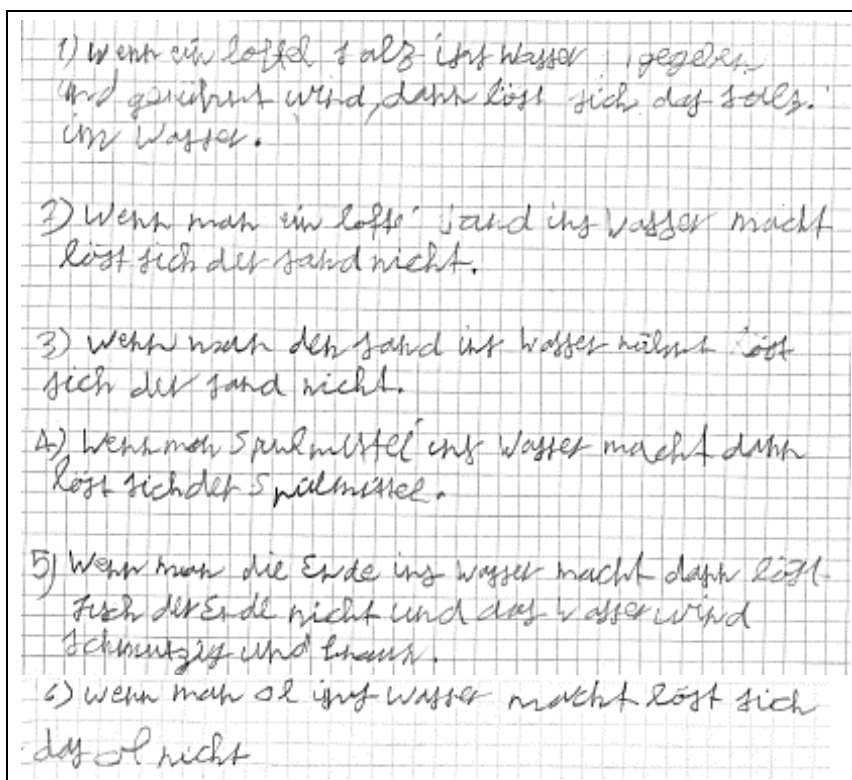 1) wenn ein loffel salz ins wasser gegeben
und gerührt wird, dann löst sich das salz.
im Wasser.
2) Wenn man ein loffel sand ins wasser macht
löst sich der sand nicht.
3) wenn man den sand ins wasser rührt löst
sich der sand nicht.
4) Wenn man Spulmittel ins Wasser macht dann
löst sich der Spülmittel.
5) Wenn man die Erde ins wasser macht dann löst
sich der Erde nicht und das wasser wird
schmutzig und braun.
6) wenn man ol ins wasser macht löst sich
das ol nicht